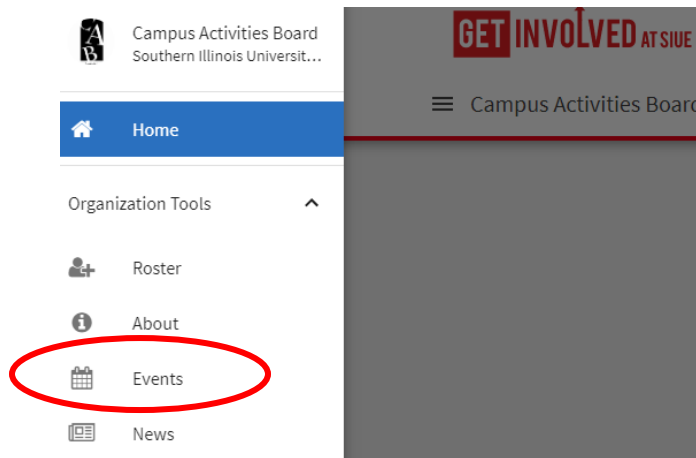 Campus Activities Board
Southern Illinois Universit...
Home
Organization Tools
Roster
About
Events
News
GET INVOLVED AT SIUE
Campus Activities Board